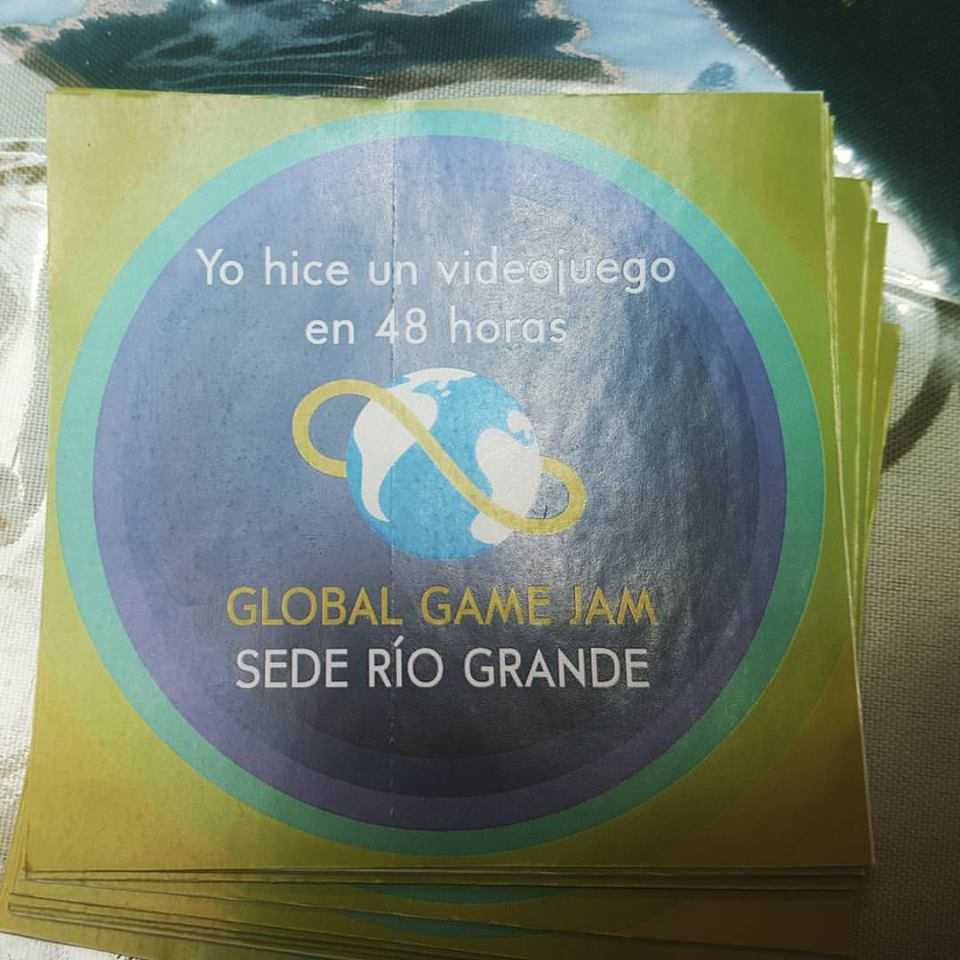 Yo hice un videojuego
en 48 horas
GLOBAL GAME JAM
SEDE RÍO GRANDE